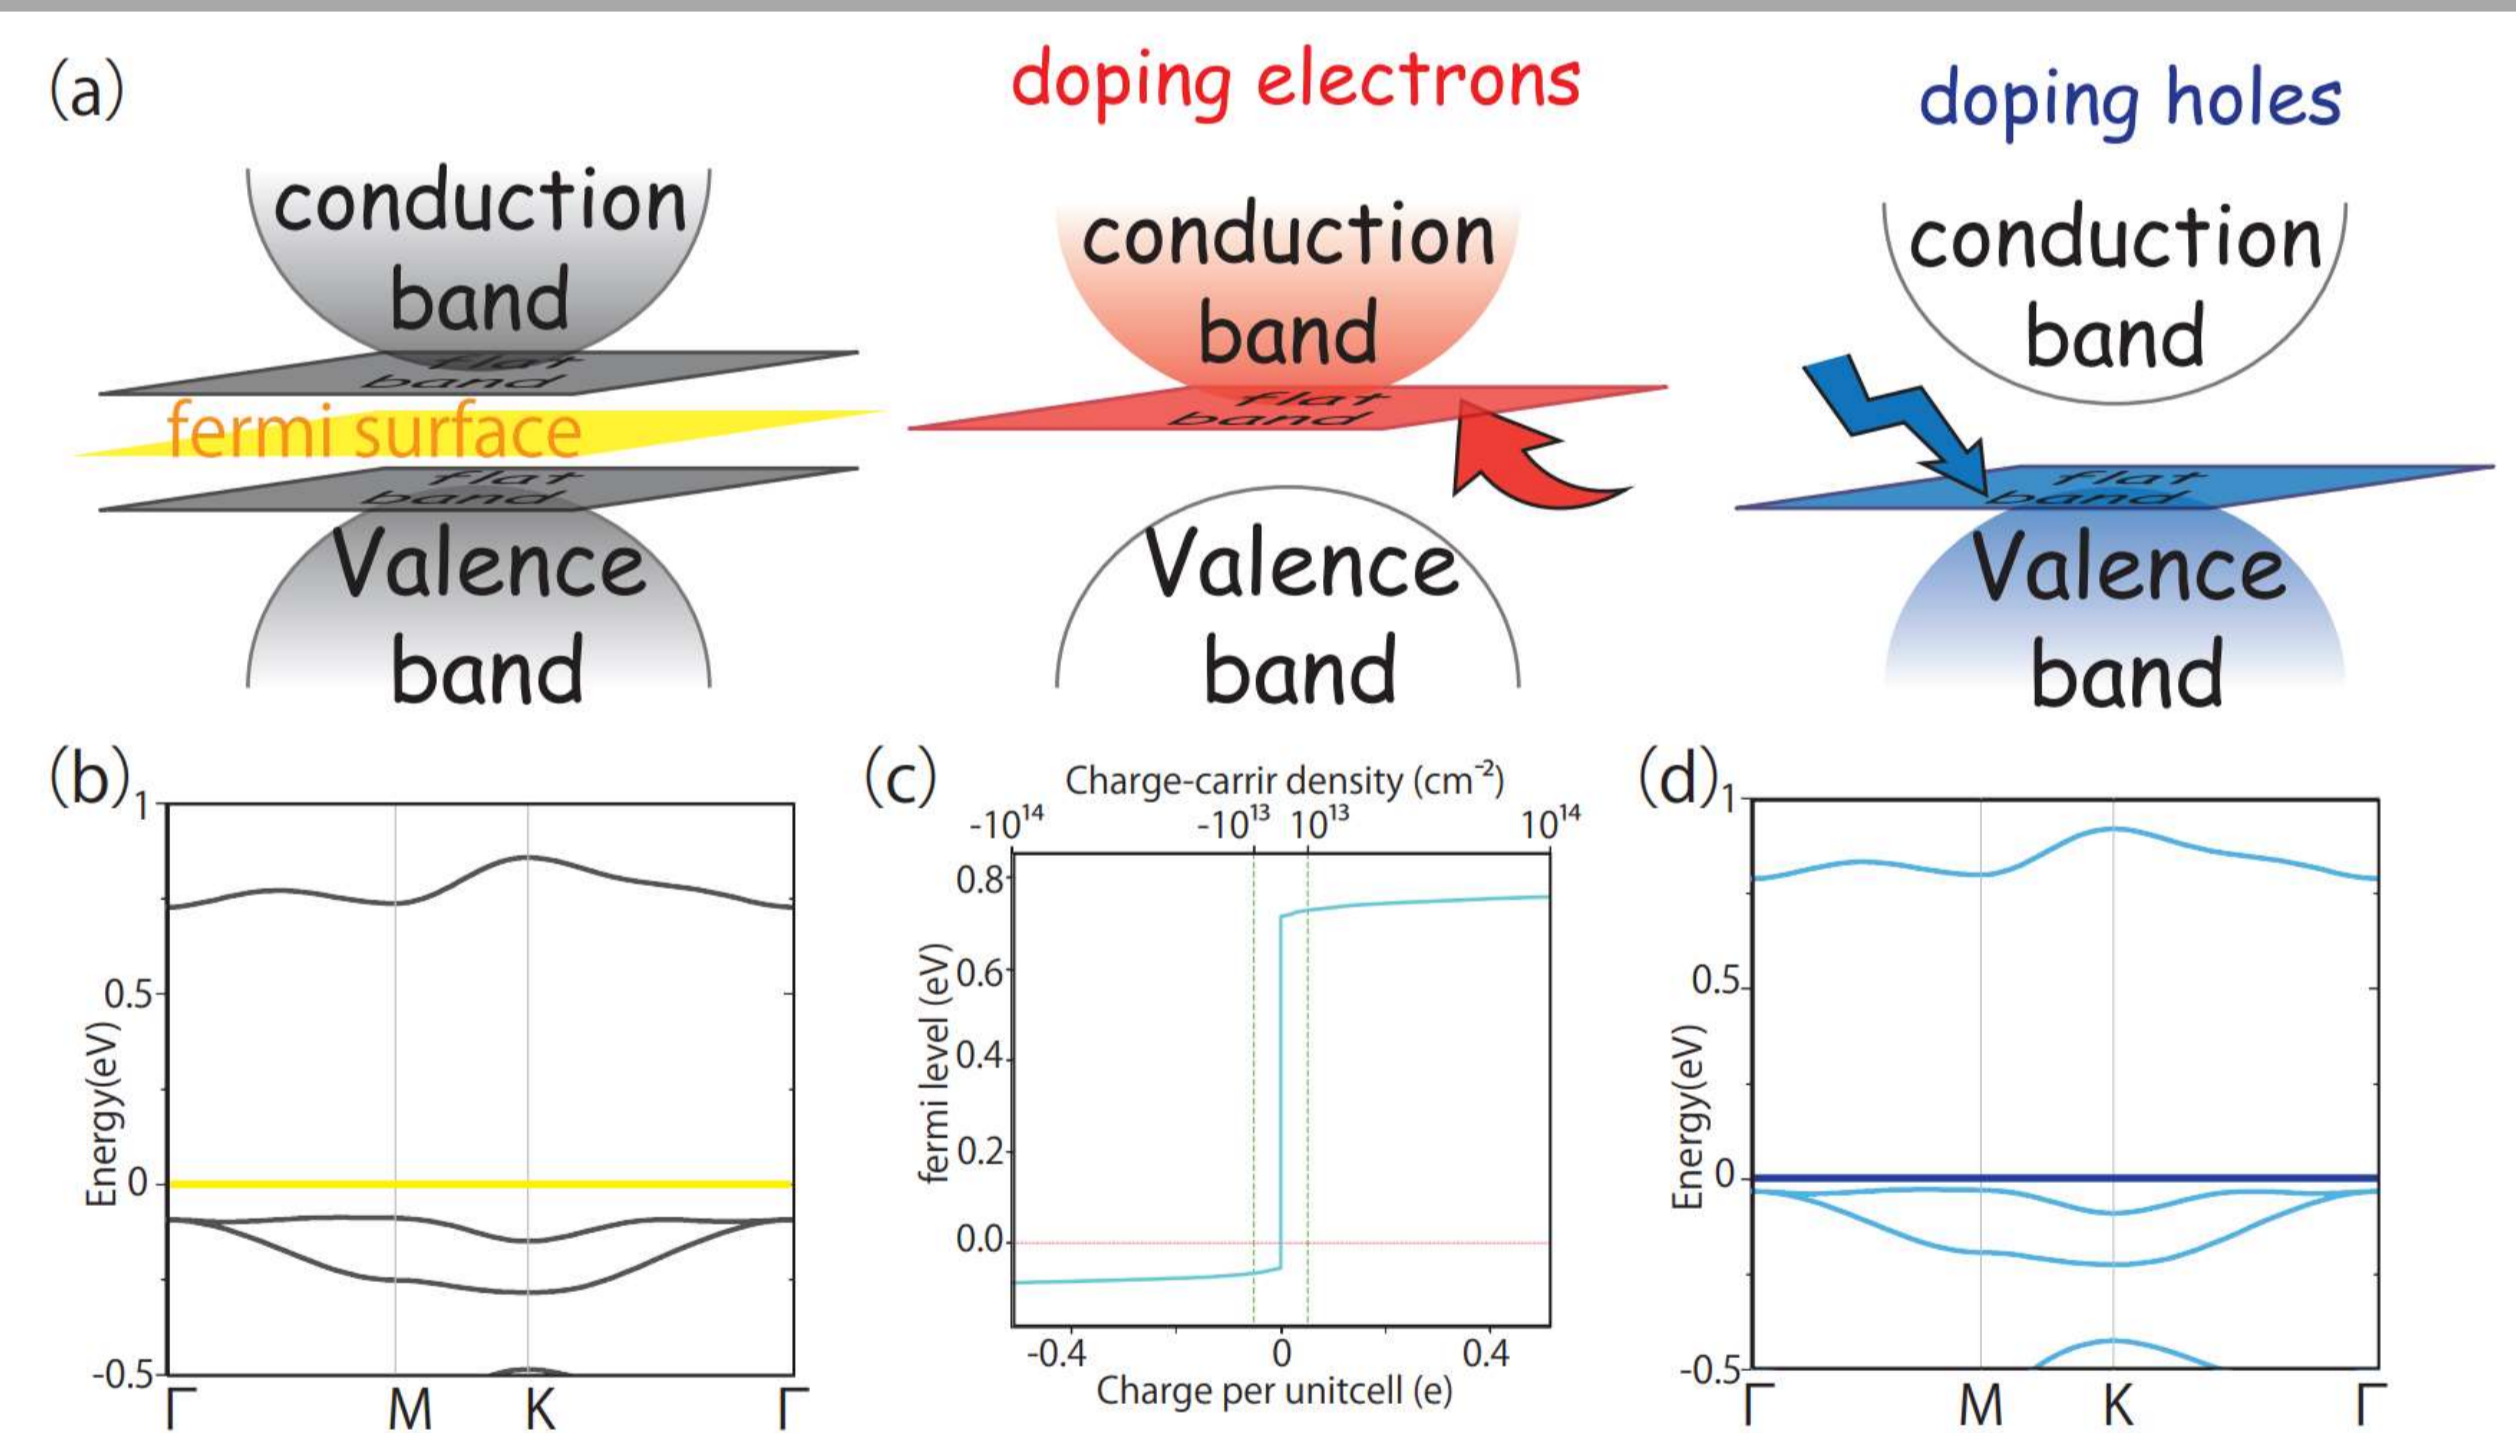 (a)
doping electrons
doping holes
conduction
band
flat
band
fermi surface
flat
band
Valence
band
conduction
band
flat
band
Valence
band
conduction
band
flat
band
Valence
band
(b)
1
0.5
0
-0.5
Energy(eV)
Γ M K Γ
(c)
Charge-carrir density (cm⁻²)
-10¹⁴ -10¹³ 10¹³ 10¹⁴
0.8
0.6
0.4
0.2
0.0
fermi level (eV)
-0.4 0 0.4
Charge per unitcell (e)
(d)
1
0.5
0
-0.5
Energy(eV)
Γ M K Γ